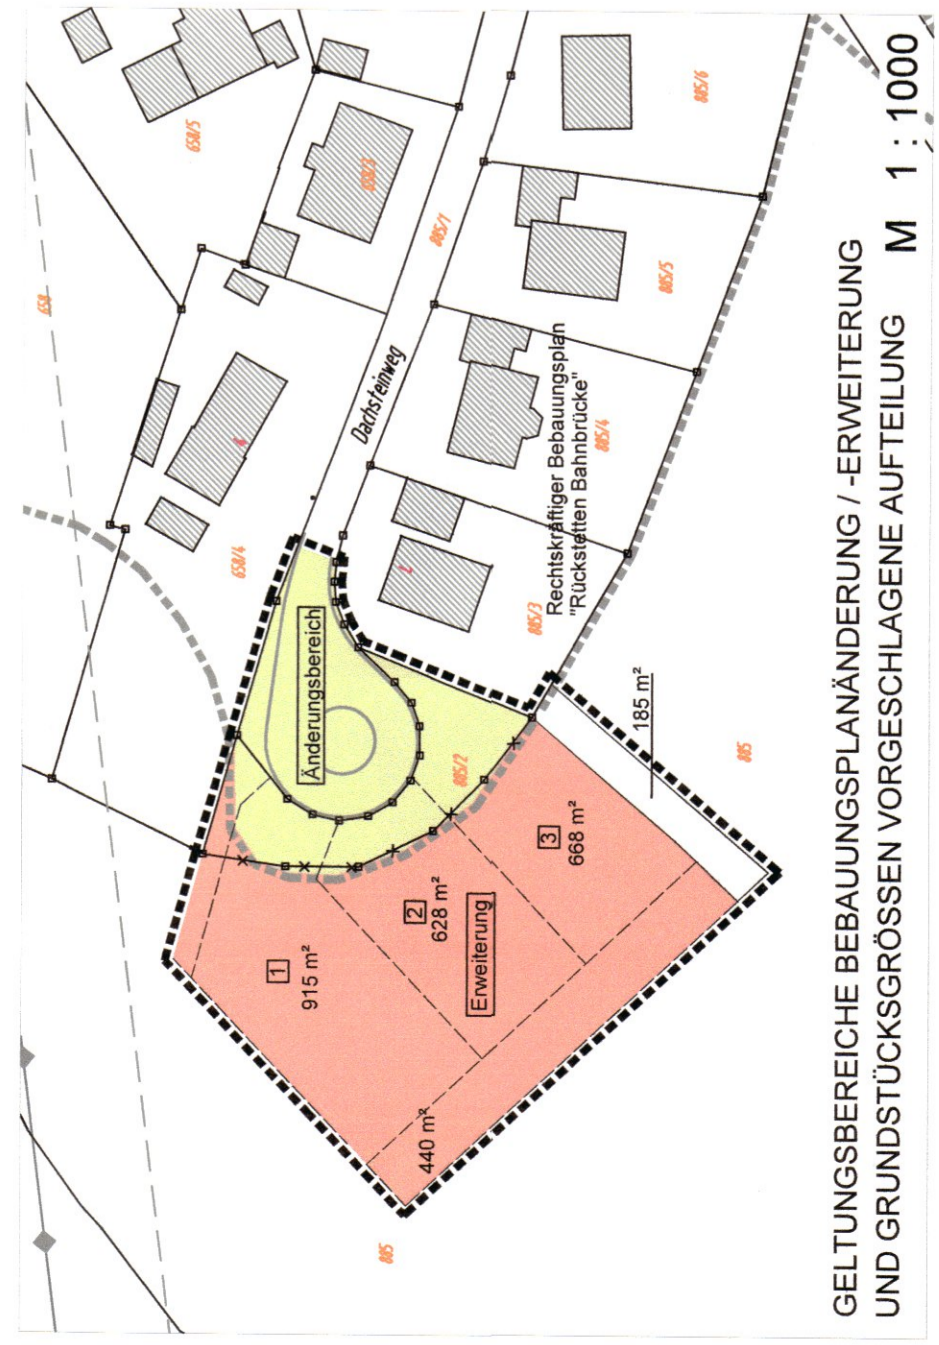 658
658/5
658/3
885/1
885/6
885/5
Dachsteinweg
4
658/4
885/4
Rechtskräftiger Bebauungsplan
"Rückstetten Bahnbrücke"
885/3
Änderungsbereich
885/2
185 m²
885
1
915 m²
2
628 m²
3
668 m²
Erweiterung
440 m²
885
GELTUNGSBEREICHE BEBAUUNGSPLANÄNDERUNG / -ERWEITERUNG
UND GRUNDSTÜCKSGRÖSSEN VORGESCHLAGENE AUFTEILUNG M 1 : 1000